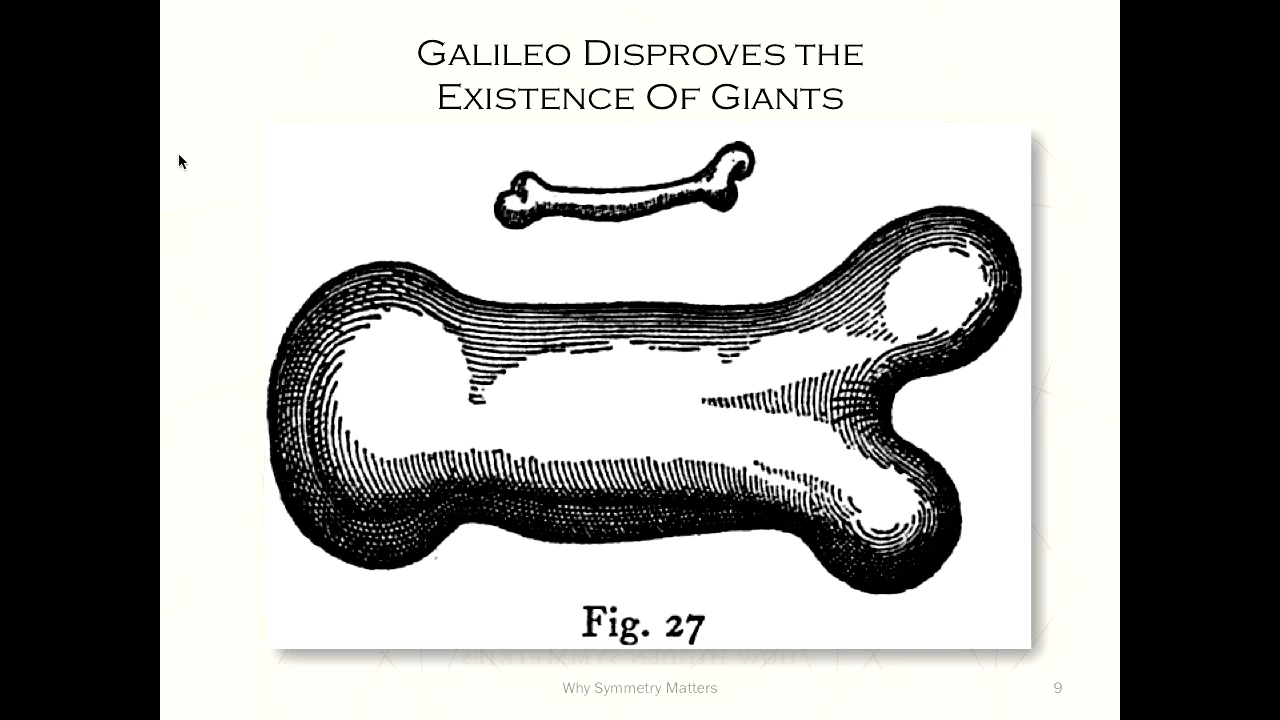 Galileo Disproves the
Existence Of Giants
Fig. 27
Why Symmetry Matters
9